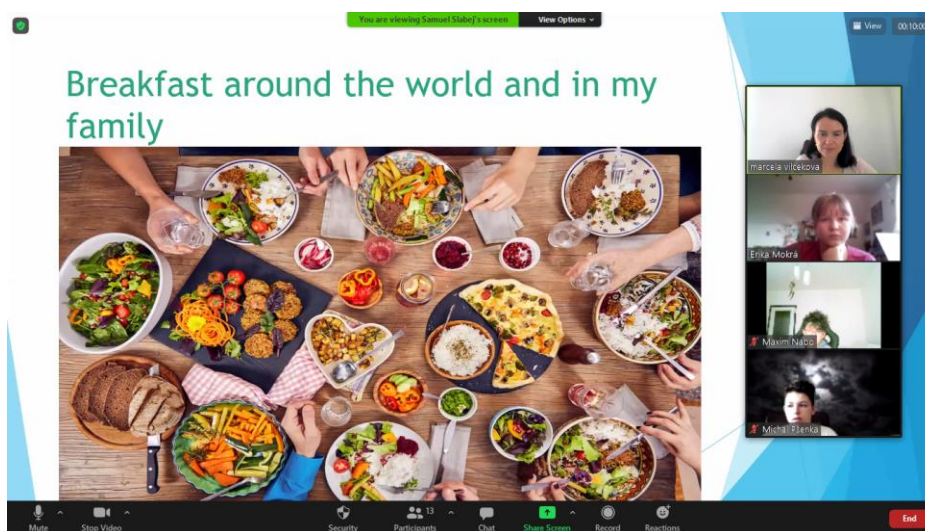 You are viewing Samuel Slabej's screen
View Options
View
00:10:00
Breakfast around the world and in my
family
marcela vilcekova
Erika Mokrá
Maxim Nabo
Michal Pšenka
Mute
Stop Video
Security
13
Participants
Chat
Share Screen
Record
Reactions
End